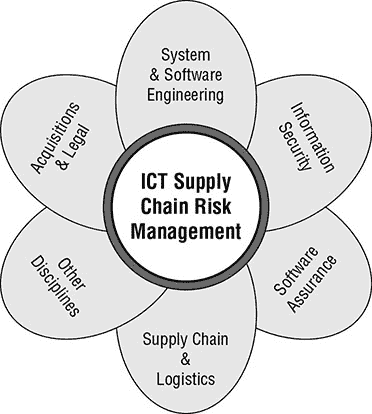 System
& Software
Engineering
Information
Security
Software
Assurance
Supply Chain
&
Logistics
Other
Disciplines
Acquisitions
& Legal
ICT Supply
Chain Risk
Management